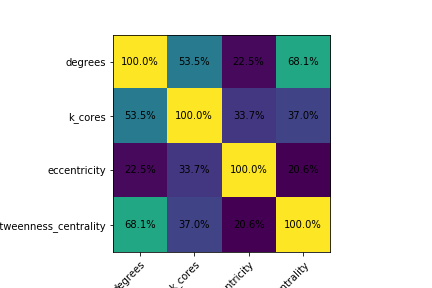 degrees 100.0% 53.5% 22.5% 68.1%
k_cores 53.5% 100.0% 33.7% 37.0%
eccentricity 22.5% 33.7% 100.0% 20.6%
tweenness_centrality 68.1% 37.0% 20.6% 100.0%
degrees k_cores ntricity ntrality